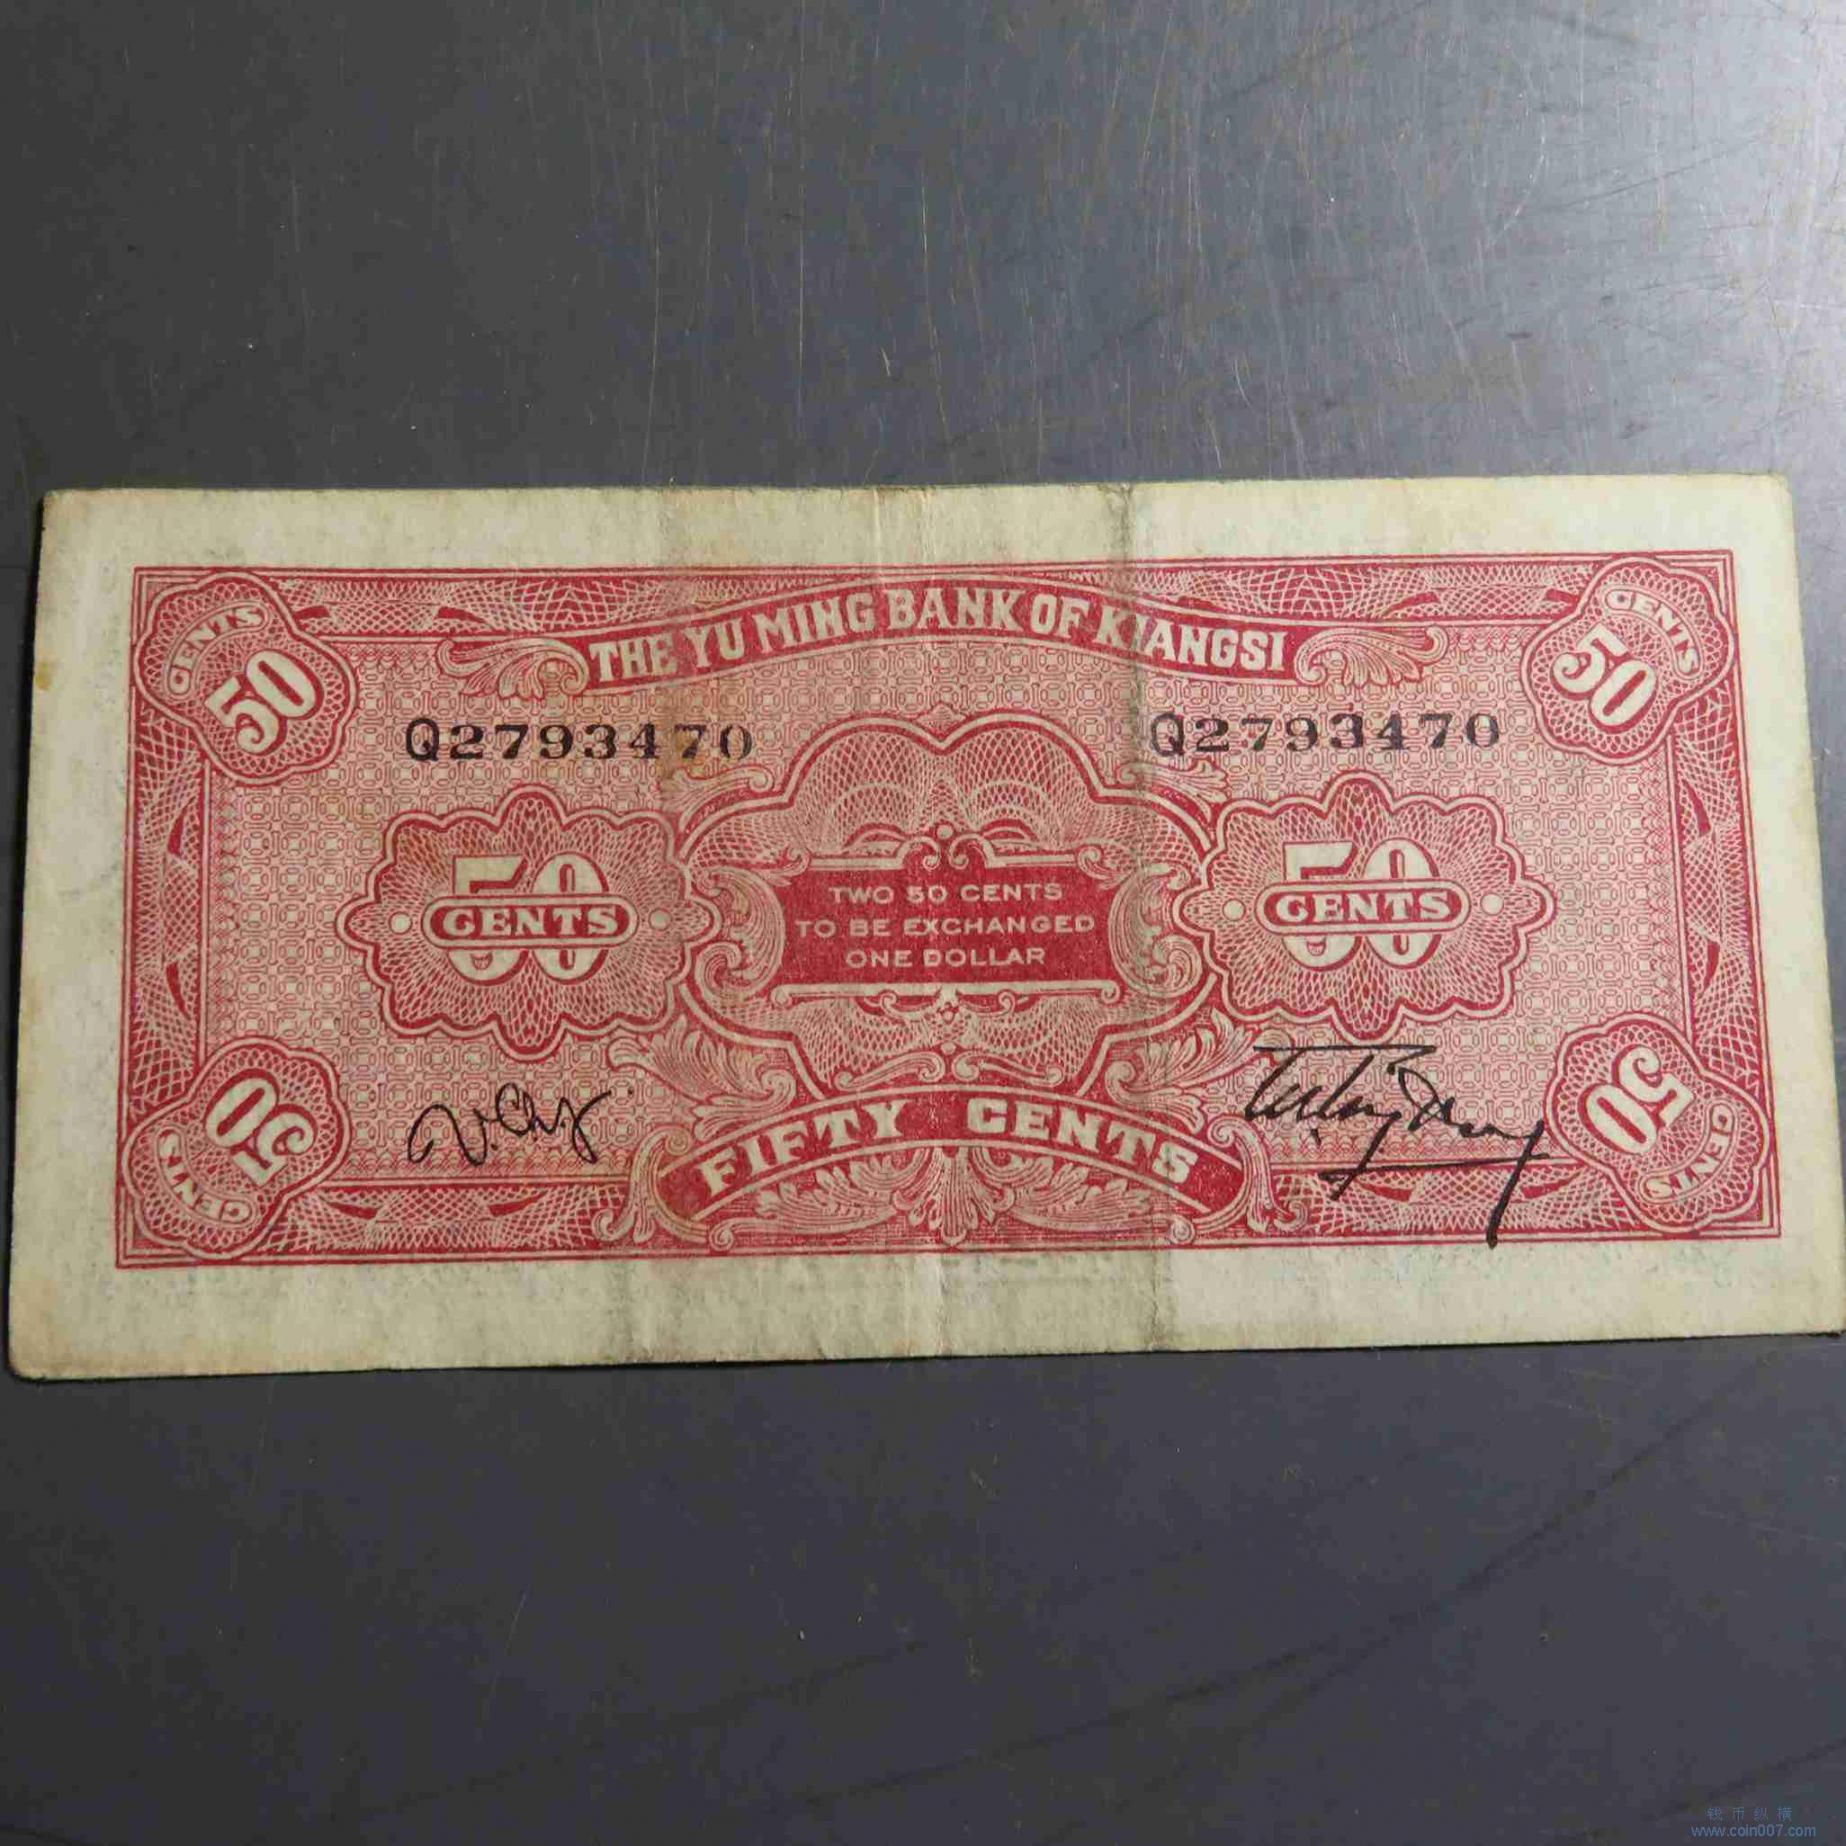 CENTS
50
THE YU MING BANK OF KIANGSI
CENTS
50
Q2793470
Q2793470
50
CENTS
TWO 50 CENTS
TO BE EXCHANGED
ONE DOLLAR
50
CENTS
50
CENTS
FIFTY CENTS
50
CENTS
钱币纵横
www.coin007.com